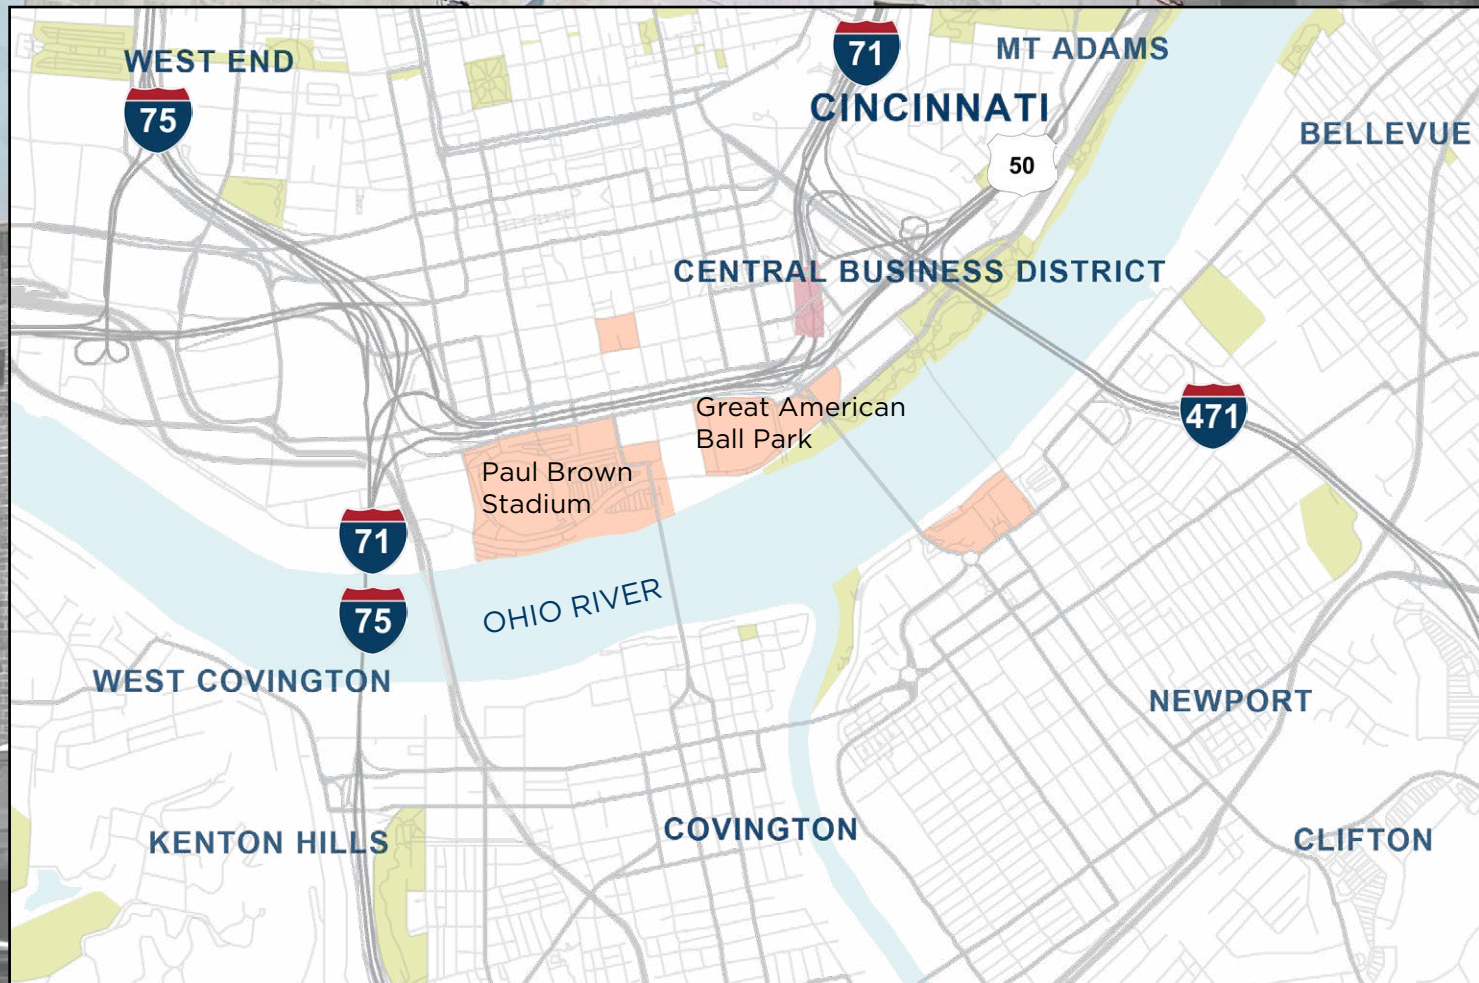 71
MT ADAMS
WEST END
75
CINCINNATI
BELLEVUE
50
CENTRAL BUSINESS DISTRICT
Great American
Ball Park
471
Paul Brown
Stadium
71
OHIO RIVER
75
WEST COVINGTON
NEWPORT
COVINGTON
KENTON HILLS
CLIFTON